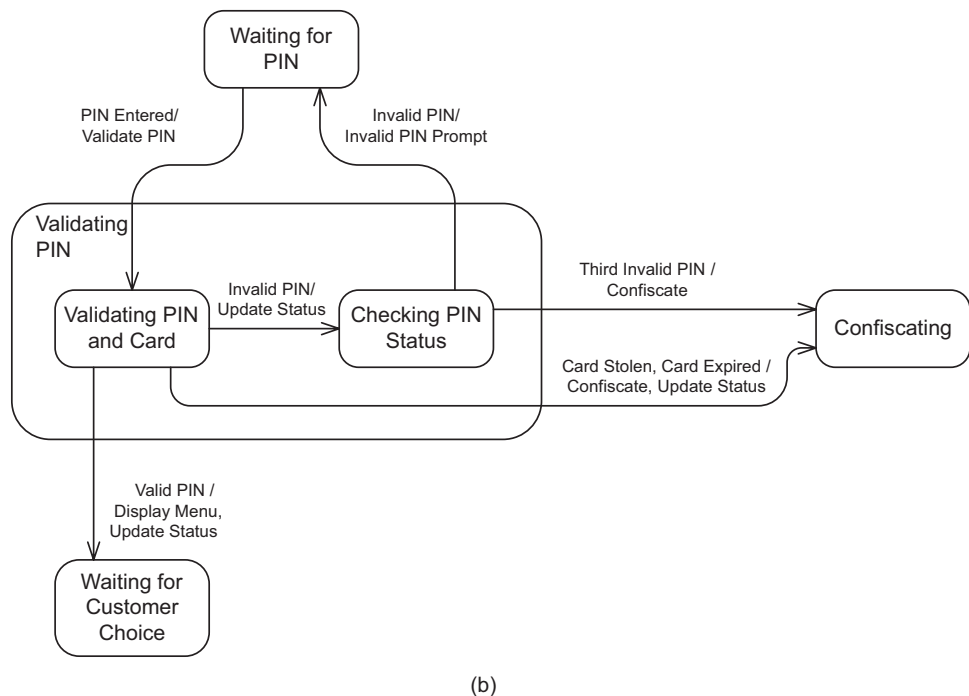 Waiting for
PIN
PIN Entered/
Validate PIN
Invalid PIN/
Invalid PIN Prompt
Validating
PIN
Validating PIN
and Card
Invalid PIN/
Update Status
Checking PIN
Status
Third Invalid PIN /
Confiscate
Confiscating
Card Stolen, Card Expired /
Confiscate, Update Status
Valid PIN /
Display Menu,
Update Status
Waiting for
Customer
Choice
(b)